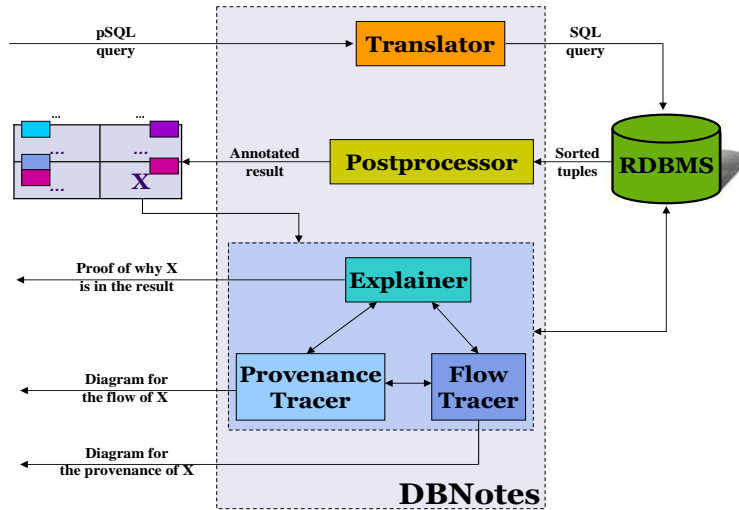 pSQL
query
Translator
SQL
query
...
...
...
...
...
X
Annotated
result
Postprocessor
Sorted
tuples
RDBMS
Proof of why X
is in the result
Explainer
Diagram for
the flow of X
Provenance
Tracer
Flow
Tracer
Diagram for
the provenance of X
DBNotes